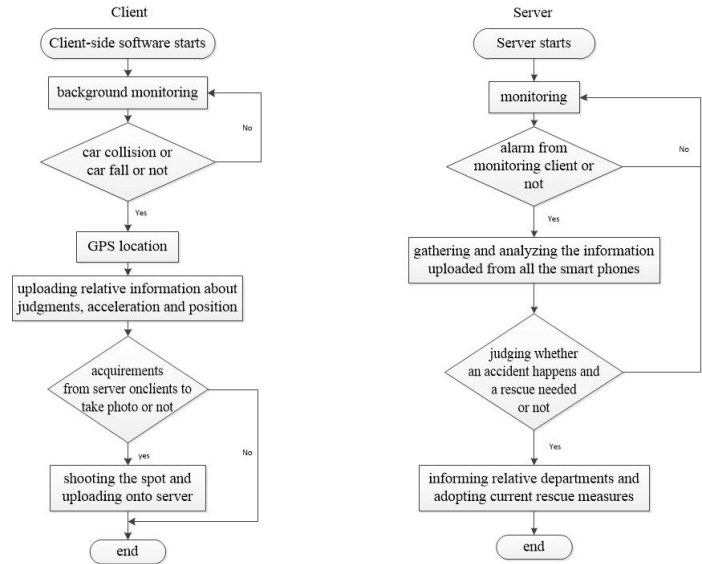 Client
Client-side software starts
background monitoring
No
car collision or
car fall or not
Yes
GPS location
uploading relative information about
judgments, acceleration and position
acquirements
from server onclients to
take photo or not
yes
No
shooting the spot and
uploading onto server
end
Server
Server starts
monitoring
alarm from
monitoring client or
not
No
Yes
gathering and analyzing the information
uploaded from all the smart phones
judging whether
an accident happens and
a rescue needed
or not
Yes
informing relative departments and
adopting current rescue measures
end